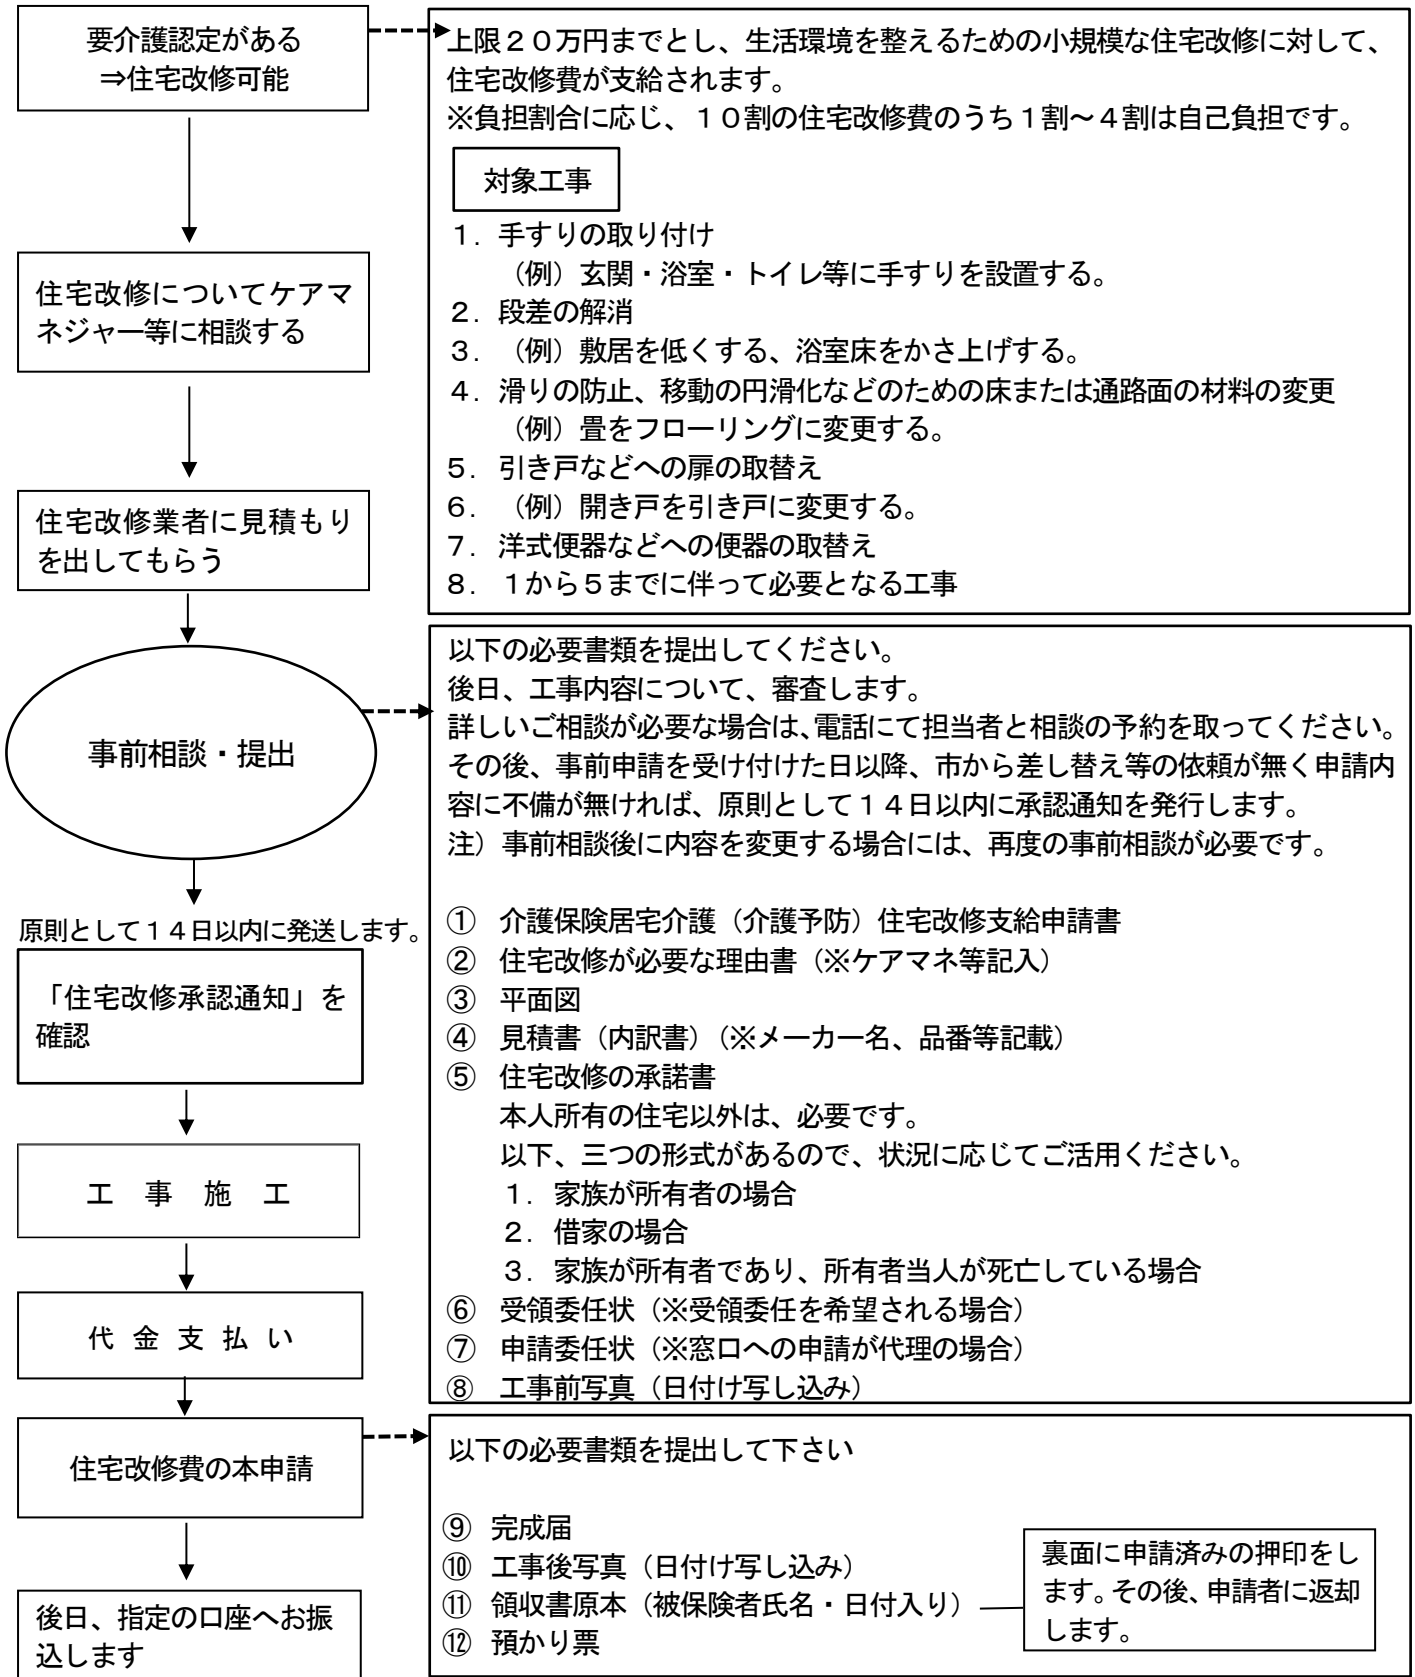 要介護認定がある
⇒住宅改修可能
上限２０万円までとし、生活環境を整えるための小規模な住宅改修に対して、
住宅改修費が支給されます。
※負担割合に応じ、１０割の住宅改修費のうち１割～４割は自己負担です。
対象工事
１．手すりの取り付け
（例）玄関・浴室・トイレ等に手すりを設置する。
２．段差の解消
３．（例）敷居を低くする、浴室床をかさ上げする。
４．滑りの防止、移動の円滑化などのための床または通路面の材料の変更
（例）畳をフローリングに変更する。
５．引き戸などへの扉の取替え
６．（例）開き戸を引き戸に変更する。
７．洋式便器などへの便器の取替え
８．１から５までに伴って必要となる工事
住宅改修についてケアマ
ネジャー等に相談する
住宅改修業者に見積もり
を出してもらう
事前相談・提出
以下の必要書類を提出してください。
後日、工事内容について、審査します。
詳しいご相談が必要な場合は、電話にて担当者と相談の予約を取ってください。
その後、事前申請を受け付けた日以降、市から差し替え等の依頼が無く申請内
容に不備が無ければ、原則として１４日以内に承認通知を発行します。
注）事前相談後に内容を変更する場合には、再度の事前相談が必要です。
① 介護保険居宅介護（介護予防）住宅改修支給申請書
② 住宅改修が必要な理由書（※ケアマネ等記入）
③ 平面図
④ 見積書（内訳書）（※メーカー名、品番等記載）
⑤ 住宅改修の承諾書
本人所有の住宅以外は、必要です。
以下、三つの形式があるので、状況に応じてご活用ください。
１．家族が所有者の場合
２．借家の場合
３．家族が所有者であり、所有者当人が死亡している場合
⑥ 受領委任状（※受領委任を希望される場合）
⑦ 申請委任状（※窓口への申請が代理の場合）
⑧ 工事前写真（日付け写し込み）
原則として１４日以内に発送します。
「住宅改修承認通知」を
確認
工 事 施 工
代 金 支 払 い
住宅改修費の本申請
以下の必要書類を提出して下さい
⑨ 完成届
⑩ 工事後写真（日付け写し込み）
⑪ 領収書原本（被保険者氏名・日付入り）
⑫ 預かり票
裏面に申請済みの押印をし
ます。その後、申請者に返却
します。
後日、指定の口座へお振
込します